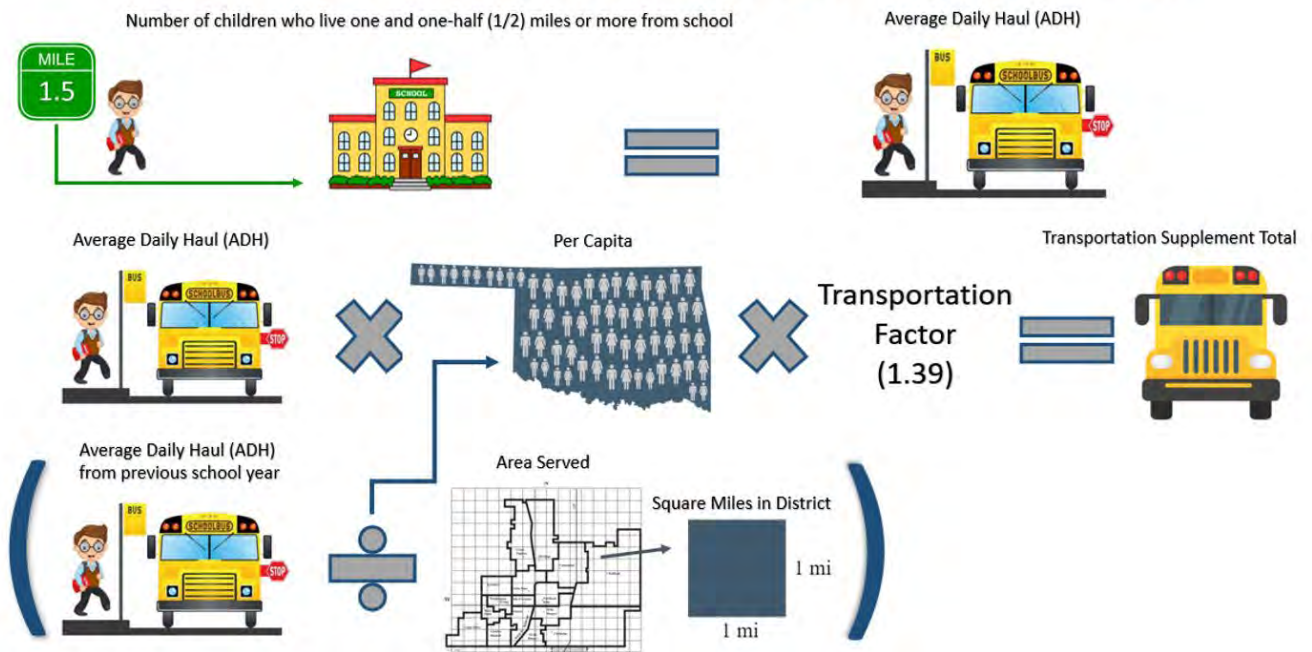 Number of children who live one and one-half (1/2) miles or more from school
Average Daily Haul (ADH)
MILE
1.5
SCHOOL
BUS
SCHOOLBUS
STOP
Average Daily Haul (ADH)
Per Capita
Transportation Supplement Total
BUS
SCHOOLBUS
STOP
Transportation
Factor
(1.39)
Average Daily Haul (ADH)
from previous school year
Area Served
Square Miles in District
BUS
SCHOOLBUS
STOP
1 mi
1 mi